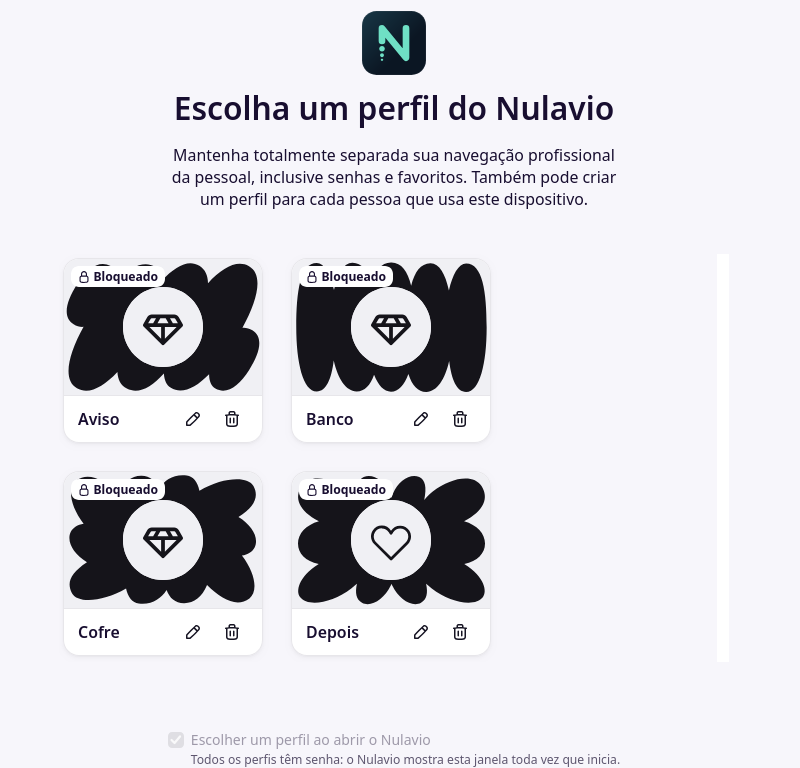 Escolha um perfil do Nulavio
Mantenha totalmente separada sua navegação profissional
da pessoal, inclusive senhas e favoritos. Também pode criar
um perfil para cada pessoa que usa este dispositivo.
Bloqueado
Bloqueado
Aviso
Banco
Bloqueado
Bloqueado
Cofre
Depois
Escolher um perfil ao abrir o Nulavio
Todos os perfis têm senha: o Nulavio mostra esta janela toda vez que inicia.